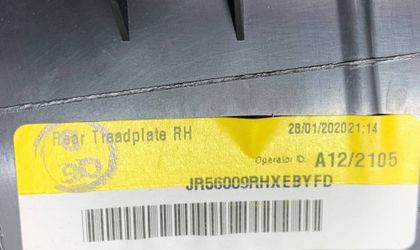 Rear Treadplate RH 28/01/2020 21:14
Operator ID: A12/2105
JR56009RHXEBYFD